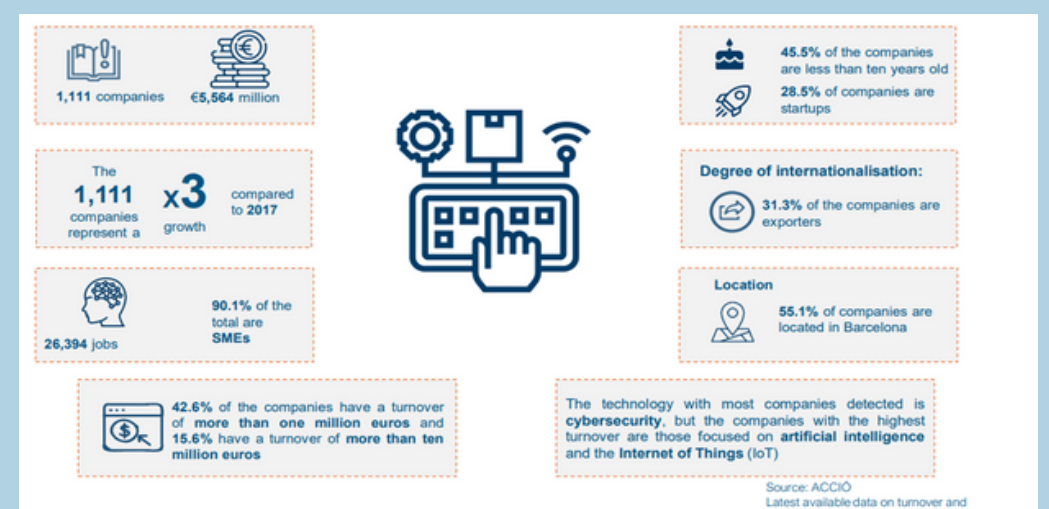 1,111 companies
€5,564 million
The
1,111
companies
represent a
x3
growth
compared
to 2017
26,394 jobs
90.1% of the
total are
SMEs
42.6% of the companies have a turnover
of more than one million euros and
15.6% have a turnover of more than ten
million euros
45.5% of the companies
are less than ten years old
28.5% of companies are
startups
Degree of internationalisation:
31.3% of the companies are
exporters
Location
55.1% of companies are
located in Barcelona
The technology with most companies detected is
cybersecurity, but the companies with the highest
turnover are those focused on artificial intelligence
and the Internet of Things (IoT)
Source: ACCIÓ
Latest available data on turnover and